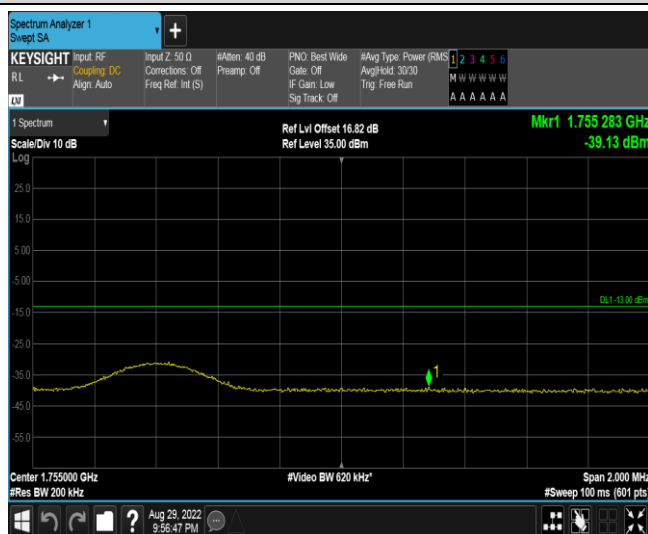 Spectrum Analyzer 1
Swept SA
+
KEYSIGHT
RL
LXI
Input: RF
Coupling: DC
Align: Auto
Input Z: 50 Ω
Corrections: Off
Freq Ref: Int (S)
#Atten: 40 dB
Preamp: Off
PNO: Best Wide
Gate: Off
IF Gain: Low
Sig Track: Off
#Avg Type: Power (RMS
Avg|Hold: 30/30
Trig: Free Run
1 2 3 4 5 6
M W W W W W
A A A A A A
1 Spectrum
Scale/Div 10 dB
Log
Ref Lvl Offset 16.82 dB
Ref Level 35.00 dBm
Mkr1 1.755 283 GHz
-39.13 dBm
25.0
15.0
5.00
-5.00
DL1 -13.00 dBm
-15.0
-25.0
-35.0
1
-45.0
-55.0
Center 1.755000 GHz
#Res BW 200 kHz
#Video BW 620 kHz*
Span 2.000 MHz
#Sweep 100 ms (601 pts)
?
Aug 29, 2022
9:56:47 PM